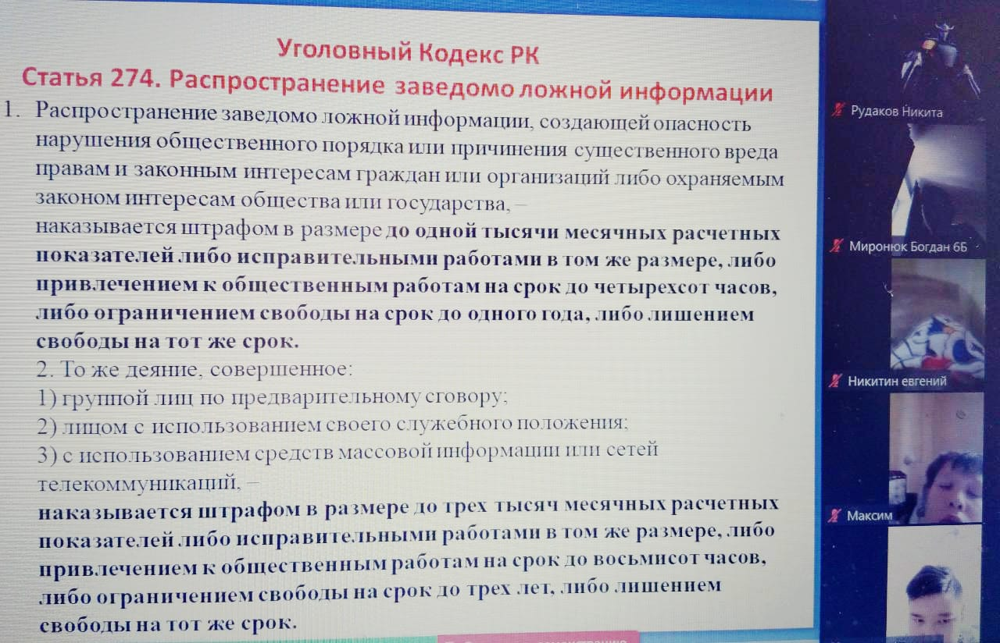 Уголовный Кодекс РК
Статья 274. Распространение заведомо ложной информации
1. Распространение заведомо ложной информации, создающей опасность
нарушения общественного порядка или причинения существенного вреда
правам и законным интересам граждан или организаций либо охраняемым
законом интересам общества или государства, –
наказывается штрафом в размере до одной тысячи месячных расчетных
показателей либо исправительными работами в том же размере, либо
привлечением к общественным работам на срок до четырехсот часов,
либо ограничением свободы на срок до одного года, либо лишением
свободы на тот же срок.
2. То же деяние, совершенное:
1) группой лиц по предварительному сговору;
2) лицом с использованием своего служебного положения;
3) с использованием средств массовой информации или сетей
телекоммуникаций, –
наказывается штрафом в размере до трех тысяч месячных расчетных
показателей либо исправительными работами в том же размере, либо
привлечением к общественным работам на срок до восьмисот часов,
либо ограничением свободы на срок до трех лет, либо лишением
свободы на тот же срок.
Рудаков Никита
Миронюк Богдан 6Б
Никитин евгений
Максим